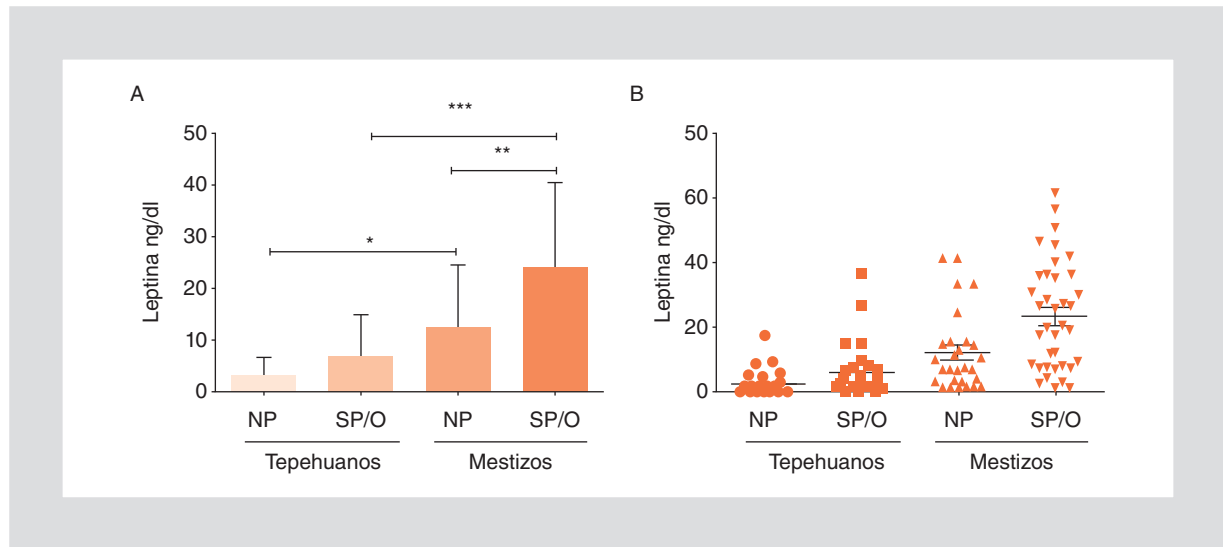 A
***
50
**
40
30
*
20
10
0
Leptina ng/dl
NP SP/O NP SP/O
Tepehuanos Mestizos
B
50
60
40
20
0
Leptina ng/dl
NP SP/O NP SP/O
Tepehuanos Mestizos